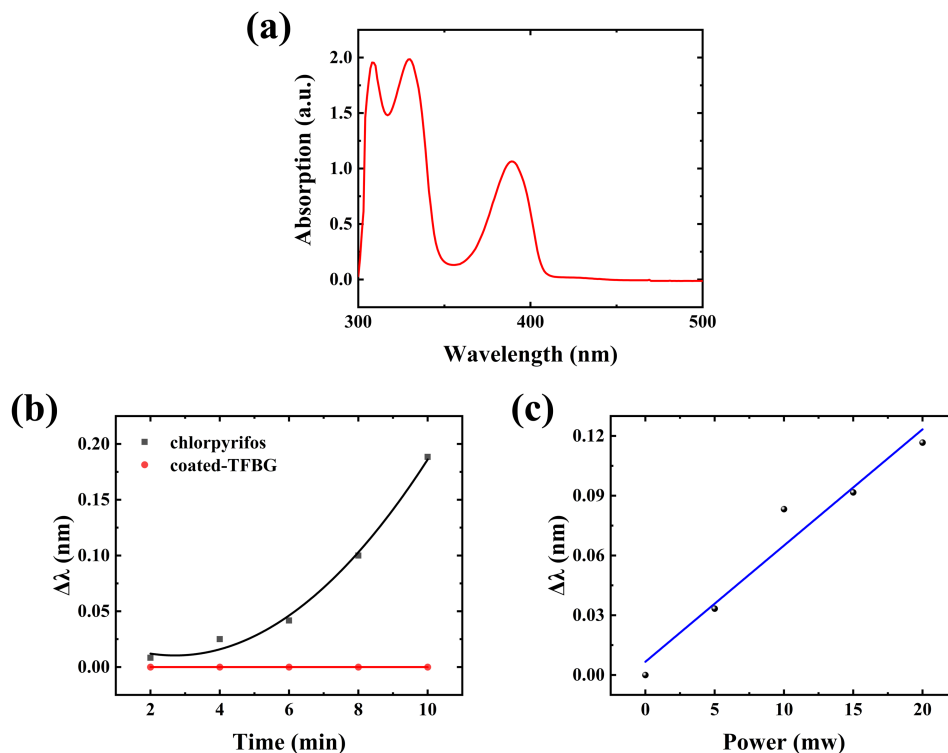 (a)
Absorption (a.u.)
2.0
1.5
1.0
0.5
0.0
300
400
500
Wavelength (nm)
(b)
Δλ (nm)
0.20
0.15
0.10
0.05
0.00
chlorpyrifos
coated-TFBG
2
4
6
8
10
Time (min)
(c)
Δλ (nm)
0.12
0.09
0.06
0.03
0.00
0
5
10
15
20
Power (mw)